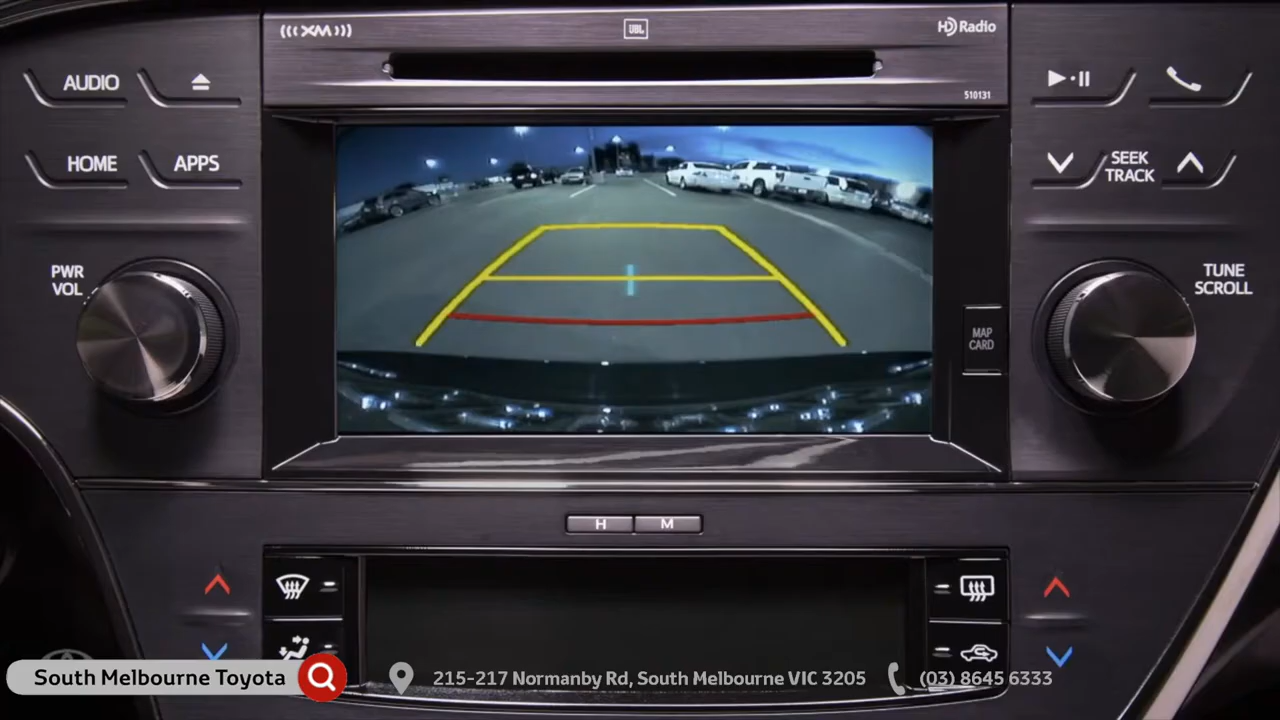 (((XM)))
JBL
HD Radio
510131
AUDIO
HOME
APPS
SEEK
TRACK
PWR
VOL
TUNE
SCROLL
MAP
CARD
H
M
South Melbourne Toyota
215-217 Normanby Rd, South Melbourne VIC 3205
(03) 8645 6333